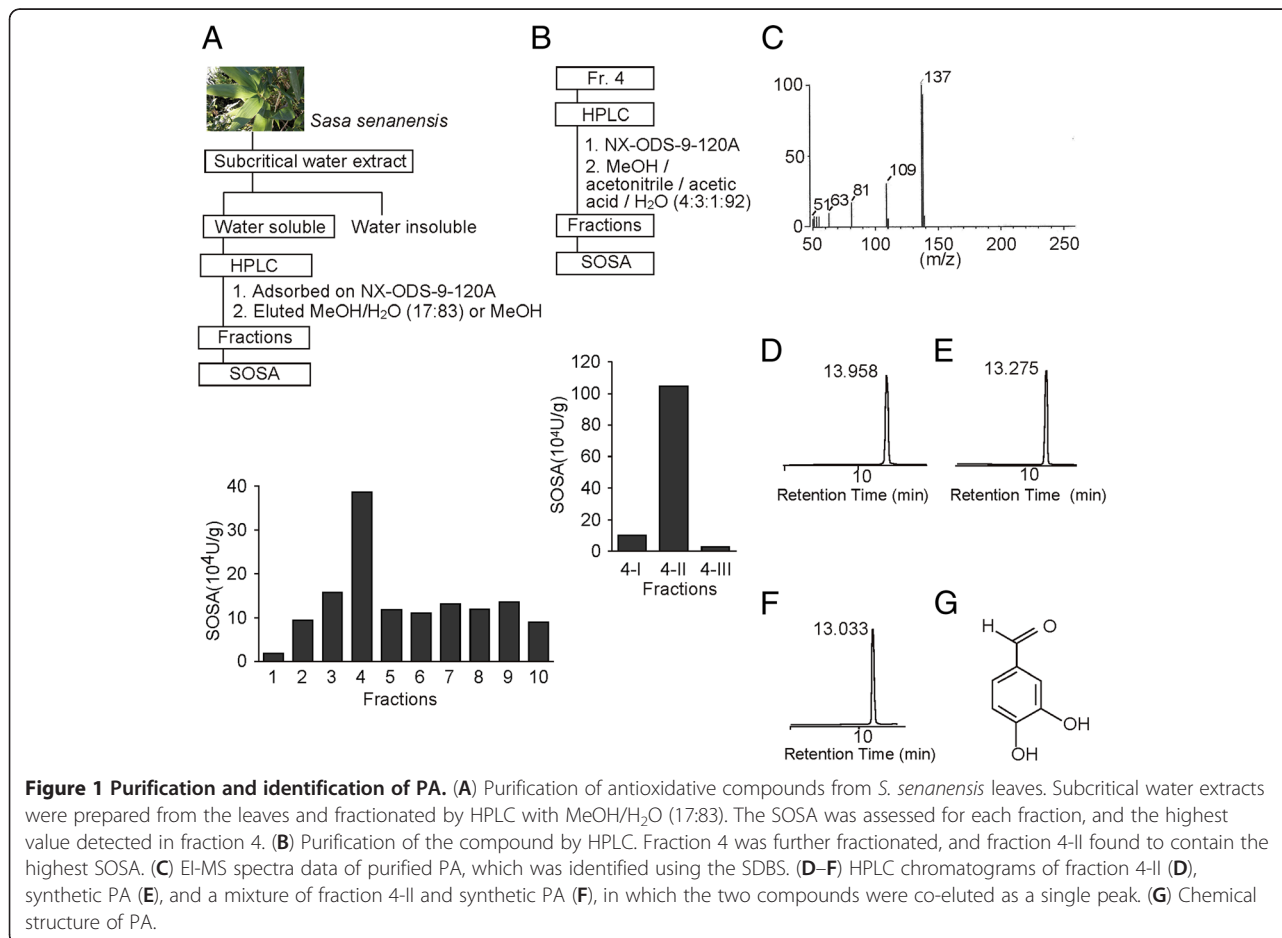 A
Sasa senanensis
Subcritical water extract
Water soluble
Water insoluble
HPLC
1. Adsorbed on NX-ODS-9-120A
2. Eluted MeOH/H₂O (17:83) or MeOH
Fractions
SOSA
SOSA(10⁴U/g)
40
30
20
10
0
1 2 3 4 5 6 7 8 9 10
Fractions
B
Fr. 4
HPLC
1. NX-ODS-9-120A
2. MeOH /
acetonitrile / acetic
acid / H₂O (4:3:1:92)
Fractions
SOSA
SOSA(10⁴U/g)
120
100
80
60
40
20
0
4-I 4-II 4-III
Fractions
C
100
50
0
137
109
81
63
51
50 100 150 200 250
(m/z)
D
13.958
10
Retention Time (min)
E
13.275
10
Retention Time (min)
F
13.033
10
Retention Time (min)
G
H
O
OH
OH
Figure 1 Purification and identification of PA. (A) Purification of antioxidative compounds from S. senanensis leaves. Subcritical water extracts
were prepared from the leaves and fractionated by HPLC with MeOH/H₂O (17:83). The SOSA was assessed for each fraction, and the highest
value detected in fraction 4. (B) Purification of the compound by HPLC. Fraction 4 was further fractionated, and fraction 4-II found to contain the
highest SOSA. (C) EI-MS spectra data of purified PA, which was identified using the SDBS. (D–F) HPLC chromatograms of fraction 4-II (D),
synthetic PA (E), and a mixture of fraction 4-II and synthetic PA (F), in which the two compounds were co-eluted as a single peak. (G) Chemical
structure of PA.